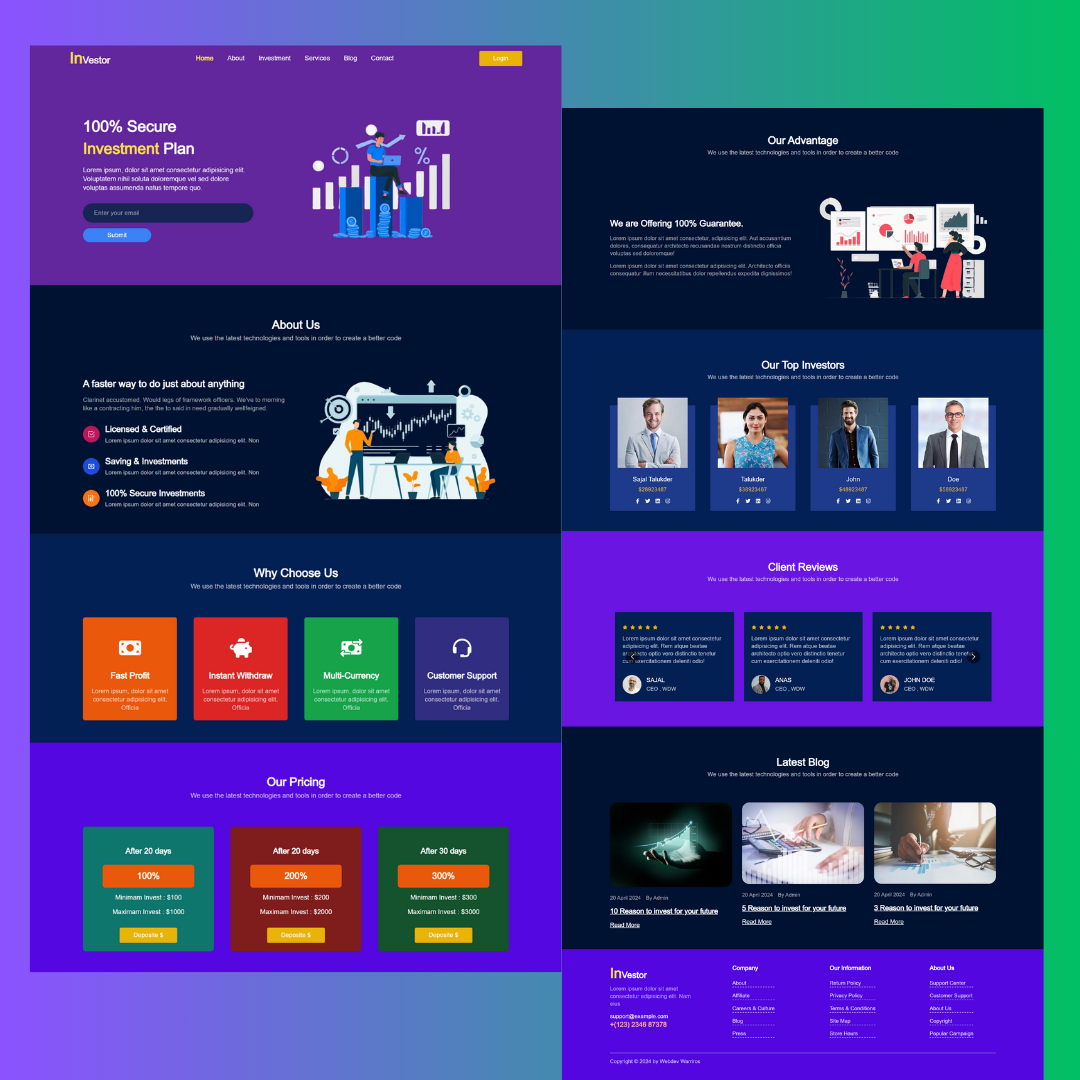 InVestor
Home About Investment Services Blog Contact
Login
100% Secure
Investment Plan
Lorem ipsum, dolor sit amet consectetur adipisicing elit.
Voluptatem nihil soluta doloremque vel sed dolore
voluptas assumenda natus tempore quo.
Enter your email
Submit
About Us
We use the latest technologies and tools in order to create a better code
A faster way to do just about anything
Clarinet accustomed. Would legs of framework officers. We've to morning
like a contracting him, the the to said in need gradually wellfeigned.
Licensed & Certified
Lorem ipsum dolor sit amet consectetur adipisicing elit. Non
Saving & Investments
Lorem ipsum dolor sit amet consectetur adipisicing elit. Non
100% Secure Investments
Lorem ipsum dolor sit amet consectetur adipisicing elit. Non
Why Choose Us
We use the latest technologies and tools in order to create a better code
Fast Profit
Lorem ipsum, dolor sit amet
consectetur adipisicing elit.
Officia
Instant Withdraw
Lorem ipsum, dolor sit amet
consectetur adipisicing elit.
Officia
Multi-Currency
Lorem ipsum, dolor sit amet
consectetur adipisicing elit.
Officia
Customer Support
Lorem ipsum, dolor sit amet
consectetur adipisicing elit.
Officia
Our Pricing
We use the latest technologies and tools in order to create a better code
After 20 days
100%
Minimam Invest : $100
Maximam Invest : $1000
Deposite $
After 20 days
200%
Minimam Invest : $200
Maximam Invest : $2000
Deposite $
After 30 days
300%
Minimam Invest : $300
Maximam Invest : $3000
Deposite $
Our Advantage
We use the latest technologies and tools in order to create a better code
We are Offering 100% Guarantee.
Lorem ipsum dolor sit amet consectetur, adipisicing elit. Aut accusantium
dolores, consequatur architecto recusandae nostrum distinctio officia
voluptas sed doloremque!
Lorem ipsum dolor sit amet consectetur adipisicing elit. Architecto officiis
consequatur illum necessitatibus dolor repellendus expedita dignissimos!
Our Top Investors
We use the latest technologies and tools in order to create a better code
Sajal Talukder
$28923487
Talukder
$38923487
John
$48923487
Doe
$58923487
Client Reviews
We use the latest technologies and tools in order to create a better code
Lorem ipsum dolor sit amet consectetur
adipisicing elit. Rem atque beatae
architecto optio vero distinctio tenetur
cum exercitationem deleniti odio!
SAJAL
CEO , WDW
Lorem ipsum dolor sit amet consectetur
adipisicing elit. Rem atque beatae
architecto optio vero distinctio tenetur
cum exercitationem deleniti odio!
ANAS
CEO , WDW
Lorem ipsum dolor sit amet consectetur
adipisicing elit. Rem atque beatae
architecto optio vero distinctio tenetur
cum exercitationem deleniti odio!
JOHN DOE
CEO , WDW
Latest Blog
We use the latest technologies and tools in order to create a better code
20 April 2024 By Admin
10 Reason to invest for your future
Read More
20 April 2024 By Admin
5 Reason to invest for your future
Read More
20 April 2024 By Admin
3 Reason to invest for your future
Read More
InVestor
Lorem ipsum dolor sit amet
consectetur adipisicing elit. Nam
eius
support@example.com
+(123) 2346 87378
Company
About
Affiliate
Careers & Culture
Blog
Press
Our Information
Return Policy
Privacy Policy
Terms & Conditions
Site Map
Store Hours
About Us
Support Center
Customer Support
About Us
Copyright
Popular Campaign
Copyright © 2024 by Webdev Warriros